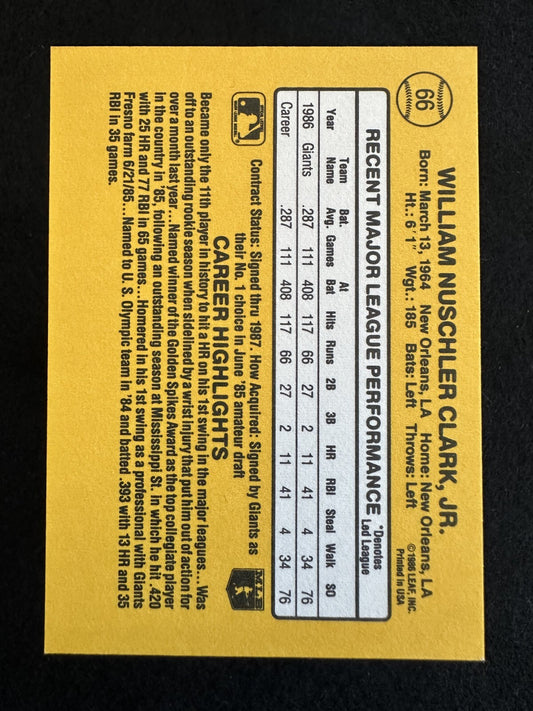 66
WILLIAM NUSCHLER CLARK, JR.
Born: March 13, 1964 New Orleans, LA Home: New Orleans, LA
Ht.: 6' 1" Wgt.: 185 Bats: Left Throws: Left
©1986 LEAF, INC.
Printed in USA
RECENT MAJOR LEAGUE PERFORMANCE *Denotes Led League
Year Team Name Bat. Avg. Games At Bat Hits Runs 2B 3B HR RBI Steal Walk SO
1986 Giants .287 111 408 117 66 27 2 11 41 4 34 76
Career .287 111 408 117 66 27 2 11 41 4 34 76
Contract Status: Signed thru 1987. How Acquired: Signed by Giants as
their No. 1 choice in June '85 amateur draft
CAREER HIGHLIGHTS
Became only the 11th player in history to hit a HR on his 1st swing in the major leagues...Was
off to an outstanding rookie season when sidelined by a wrist injury that put him out of action for
over a month last year...Named winner of the Golden Spikes Award as the top collegiate player
in the country in '85, following an outstanding season at Mississippi St. in which he hit .420
with 25 HR and 77 RBI in 65 games...Homered in his 1st swing as a professional with Giants
Fresno farm 6/21/85...Named to U. S. Olympic team in '84 and batted .393 with 13 HR and 35
RBI in 35 games.